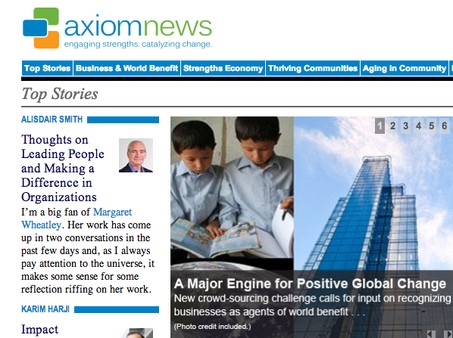 axiomnews
engaging strengths. catalyzing change.
Top Stories
Business & World Benefit
Strengths Economy
Thriving Communities
Aging in Community
Top Stories
ALISDAIR SMITH
Thoughts on
Leading People
and Making a
Difference in
Organizations
I'm a big fan of Margaret
Wheatley. Her work has come
up in two conversations in the
past few days and, as I always
pay attention to the universe, it
makes some sense for some
reflection riffing on her work.
KARIM HARJI
Impact
1 2 3 4 5 6
A Major Engine for Positive Global Change
New crowd-sourcing challenge calls for input on recognizing
businesses as agents of world benefit . . .
(Photo credit included.)